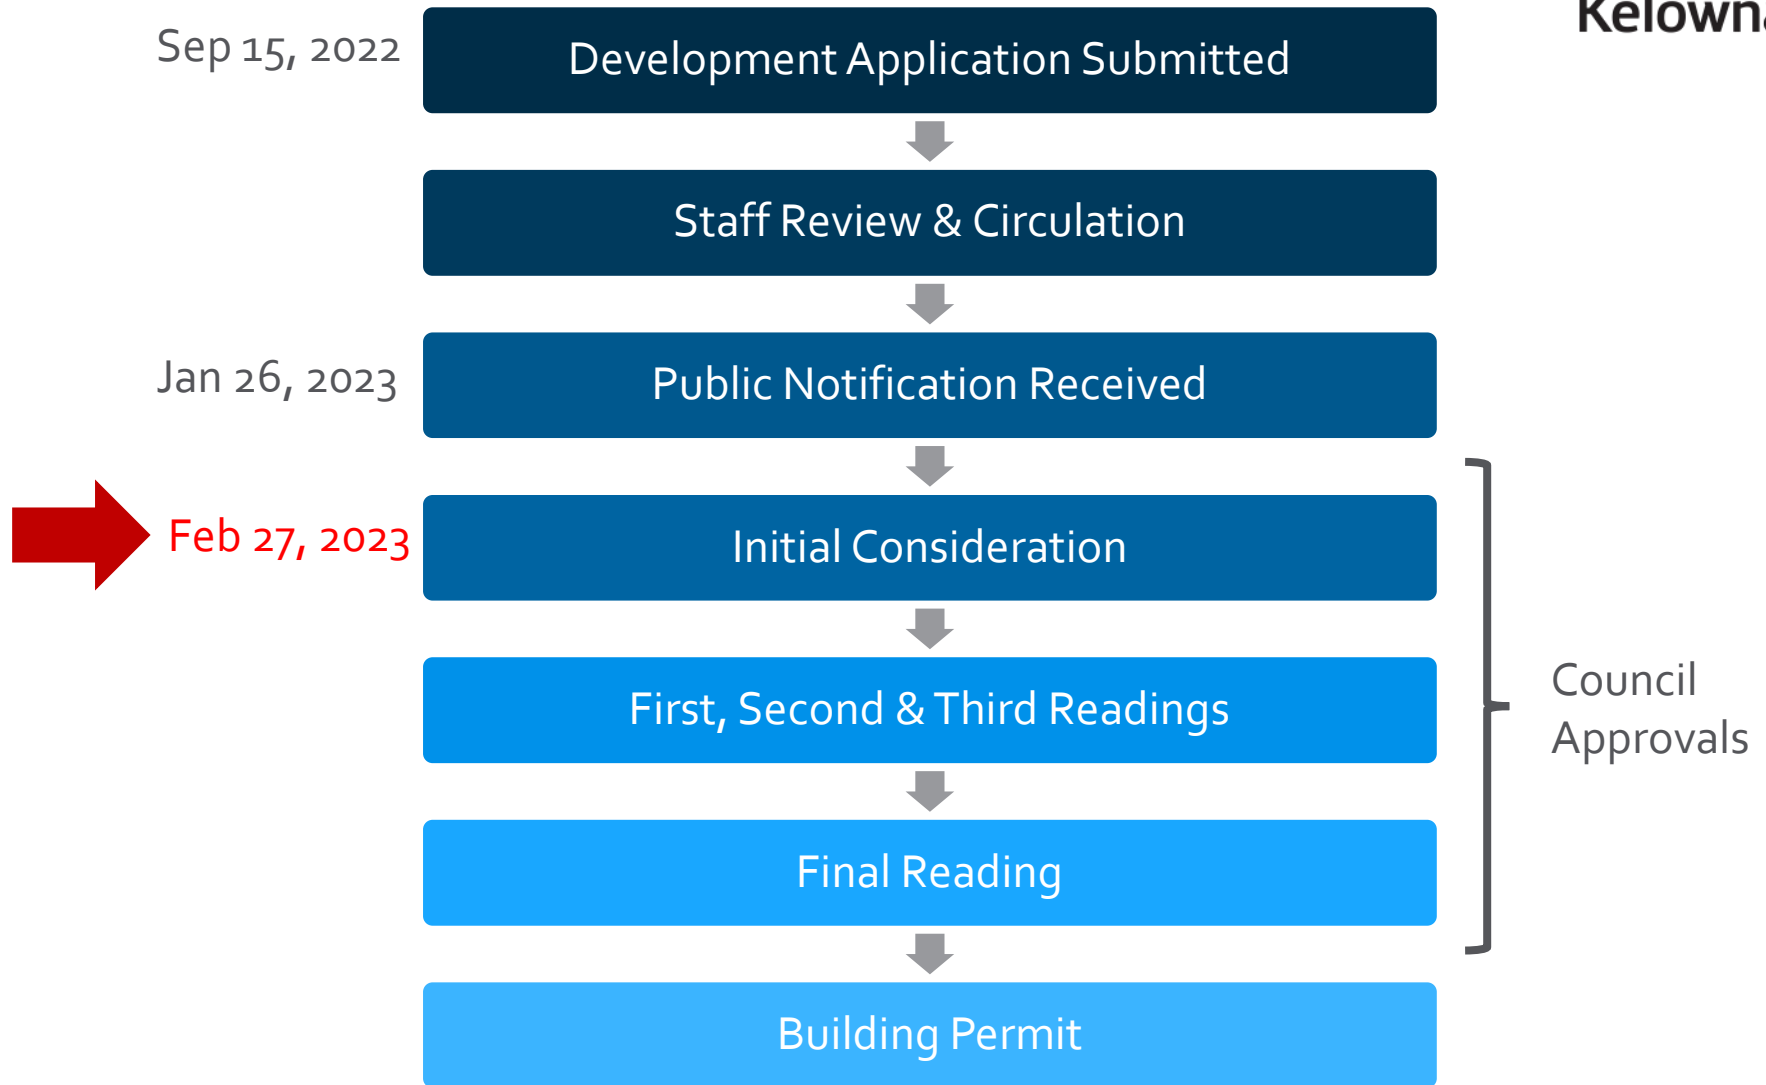 Kelowna
Sep 15, 2022
Development Application Submitted
Staff Review & Circulation
Jan 26, 2023
Public Notification Received
Feb 27, 2023
Initial Consideration
First, Second & Third Readings
Council
Approvals
Final Reading
Building Permit